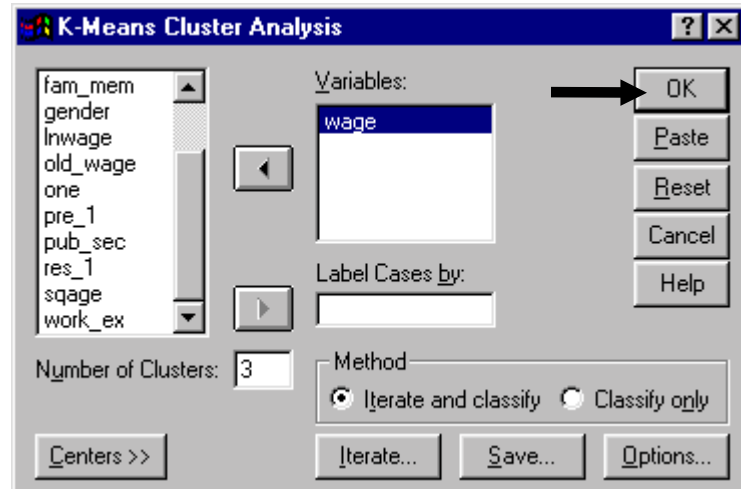 K-Means Cluster Analysis
fam_mem
gender
lnwage
old_wage
one
pre_1
pub_sec
res_1
sqage
work_ex
Variables:
wage
Label Cases by:
OK
Paste
Reset
Cancel
Help
Number of Clusters: 3
Method
Iterate and classify Classify only
Centers >>
Iterate...
Save...
Options...